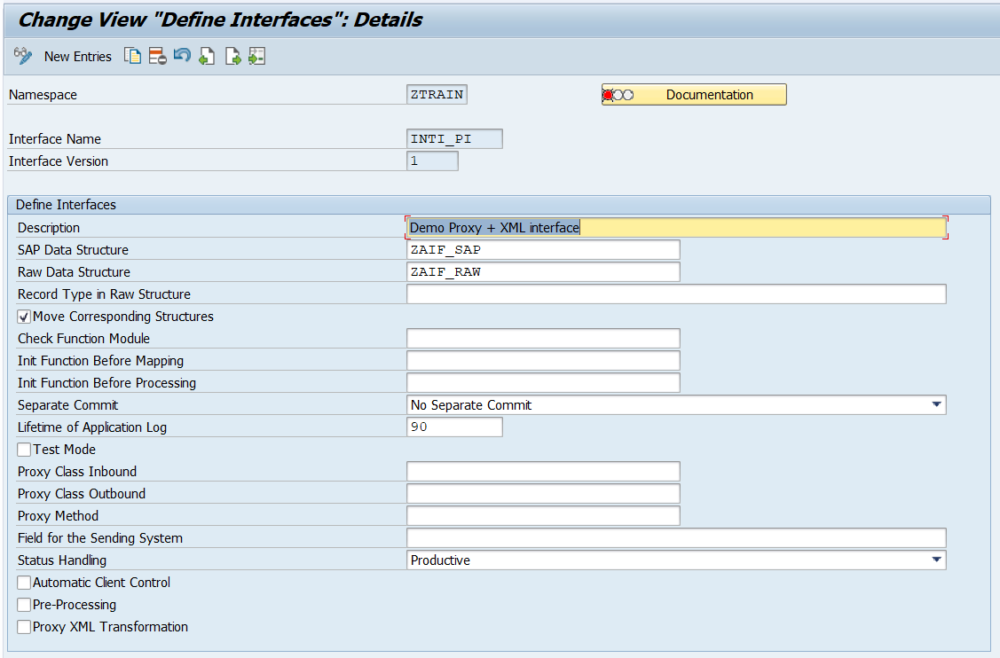 Change View "Define Interfaces": Details
New Entries
Namespace ZTRAIN Documentation
Interface Name INTI_PI
Interface Version 1
Define Interfaces
Description Demo Proxy + XML interface
SAP Data Structure ZAIF_SAP
Raw Data Structure ZAIF_RAW
Record Type in Raw Structure
Move Corresponding Structures
Check Function Module
Init Function Before Mapping
Init Function Before Processing
Separate Commit No Separate Commit
Lifetime of Application Log 90
Test Mode
Proxy Class Inbound
Proxy Class Outbound
Proxy Method
Field for the Sending System
Status Handling Productive
Automatic Client Control
Pre-Processing
Proxy XML Transformation